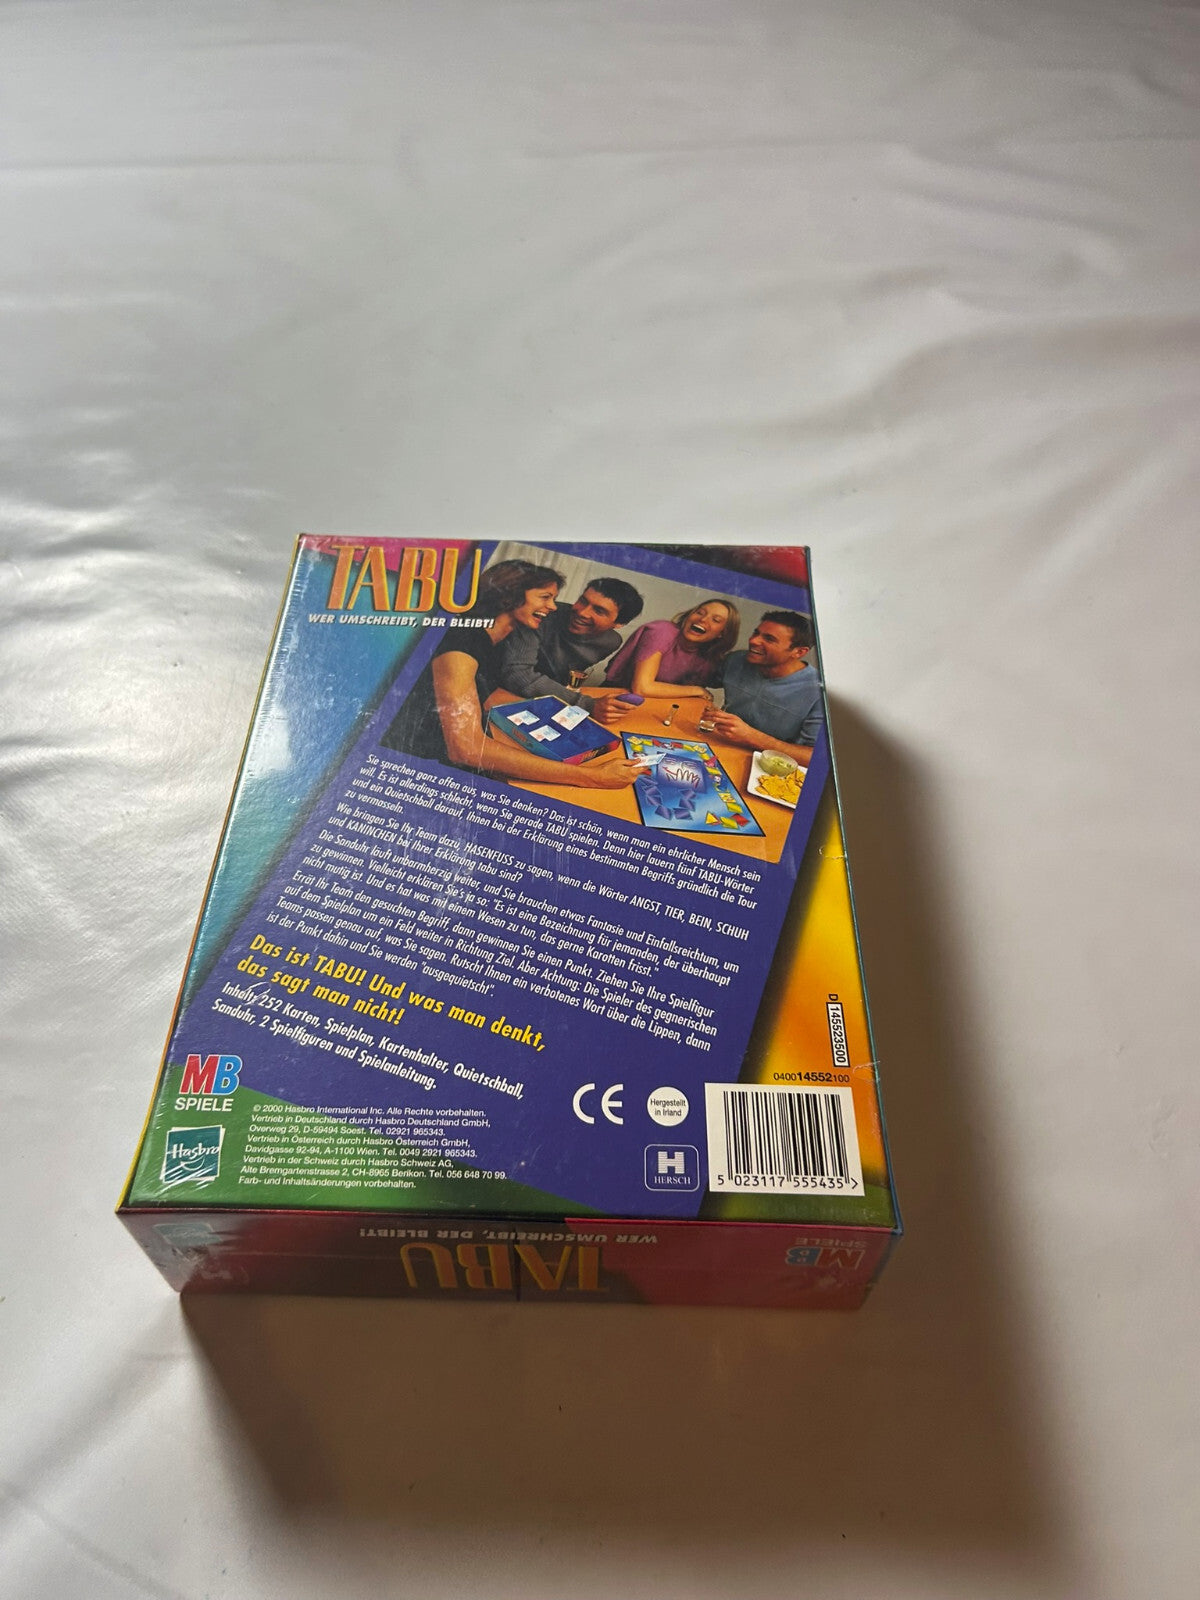 TABU
WER UMSCHREIBT, DER BLEIBT!
Sie sprechen ganz offen aus, was Sie denken? Das ist schön, wenn man ein ehrlicher Mensch sein
will. Es ist allerdings schlecht, wenn Sie gerade TABU spielen. Denn hier lauern fünf TABU-Wörter
und ein Quietschball darauf, Ihnen bei der Erklärung eines bestimmten Begriffs gründlich die Tour
zu vermasseln.
Wie bringen Sie Ihr Team dazu, HASENFUSS zu sagen, wenn die Wörter ANGST, TIER, BEIN, SCHUH
und KANINCHEN bei Ihrer Erklärung tabu sind?
Die Sanduhr läuft unbarmherzig weiter, und Sie brauchen etwas Fantasie und Einfallsreichtum, um
zu gewinnen. Vielleicht erklären Sie's ja so: "Es ist eine Bezeichnung für jemanden, der überhaupt
nicht mutig ist. Und es hat was mit einem Wesen zu tun, das gerne Karotten frisst."
Errät Ihr Team den gesuchten Begriff, dann gewinnen Sie einen Punkt. Ziehen Sie Ihre Spielfigur
auf dem Spielplan um ein Feld weiter in Richtung Ziel. Aber Achtung: Die Spieler des gegnerischen
Teams passen genau auf, was Sie sagen. Rutscht Ihnen ein verbotenes Wort über die Lippen, dann
ist der Punkt dahin und Sie werden "ausgequietscht".
Das ist TABU! Und was man denkt,
das sagt man nicht!
Inhalt: 252 Karten, Spielplan, Kartenhalter, Quietschball,
Sanduhr, 2 Spielfiguren und Spielanleitung.
MB
SPIELE
Hasbro
© 2000 Hasbro International Inc. Alle Rechte vorbehalten.
Vertrieb in Deutschland durch Hasbro Deutschland GmbH,
Overweg 29, D-59494 Soest. Tel. 02921 965343.
Vertrieb in Österreich durch Hasbro Österreich GmbH,
Davidgasse 92-94, A-1100 Wien. Tel. 0049 2921 965343.
Vertrieb in der Schweiz durch Hasbro Schweiz AG,
Alte Bremgartenstrasse 2, CH-8965 Berikon. Tel. 056 648 70 99.
Farb- und Inhaltsänderungen vorbehalten.
CE
Hergestellt
in Irland
H
HERSCH
D 145523500
040014552100
5 023117 555435 >
TABU
WER UMSCHREIBT, DER BLEIBT!
MB
SPIELE
H